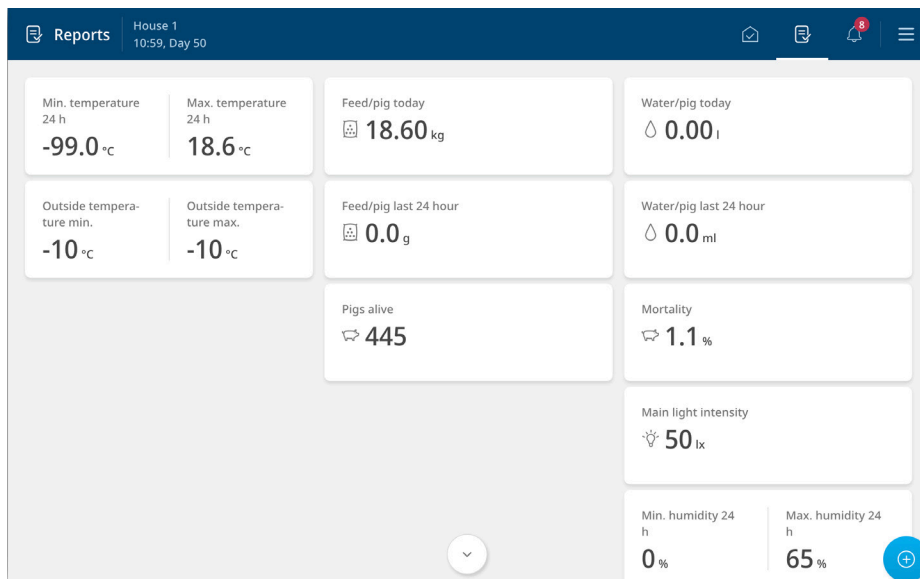 Reports
House 1
10:59, Day 50
8
Min. temperature
24 h
-99.0 °C
Max. temperature
24 h
18.6 °C
Feed/pig today
18.60 kg
Water/pig today
0.00 l
Outside tempera-
ture min.
-10 °C
Outside tempera-
ture max.
-10 °C
Feed/pig last 24 hour
0.0 g
Water/pig last 24 hour
0.0 ml
Pigs alive
445
Mortality
1.1 %
Main light intensity
50 lx
Min. humidity 24
h
0 %
Max. humidity 24
h
65 %